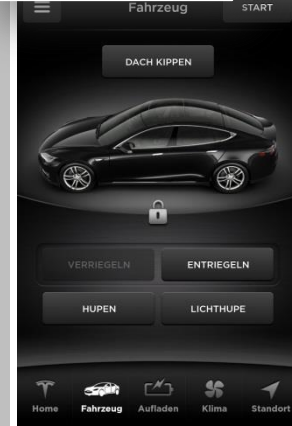 Fahrzeug START
DACH KIPPEN
VERRIEGELN ENTRIEGELN
HUPEN LICHTHUPE
Home Fahrzeug Aufladen Klima Standort